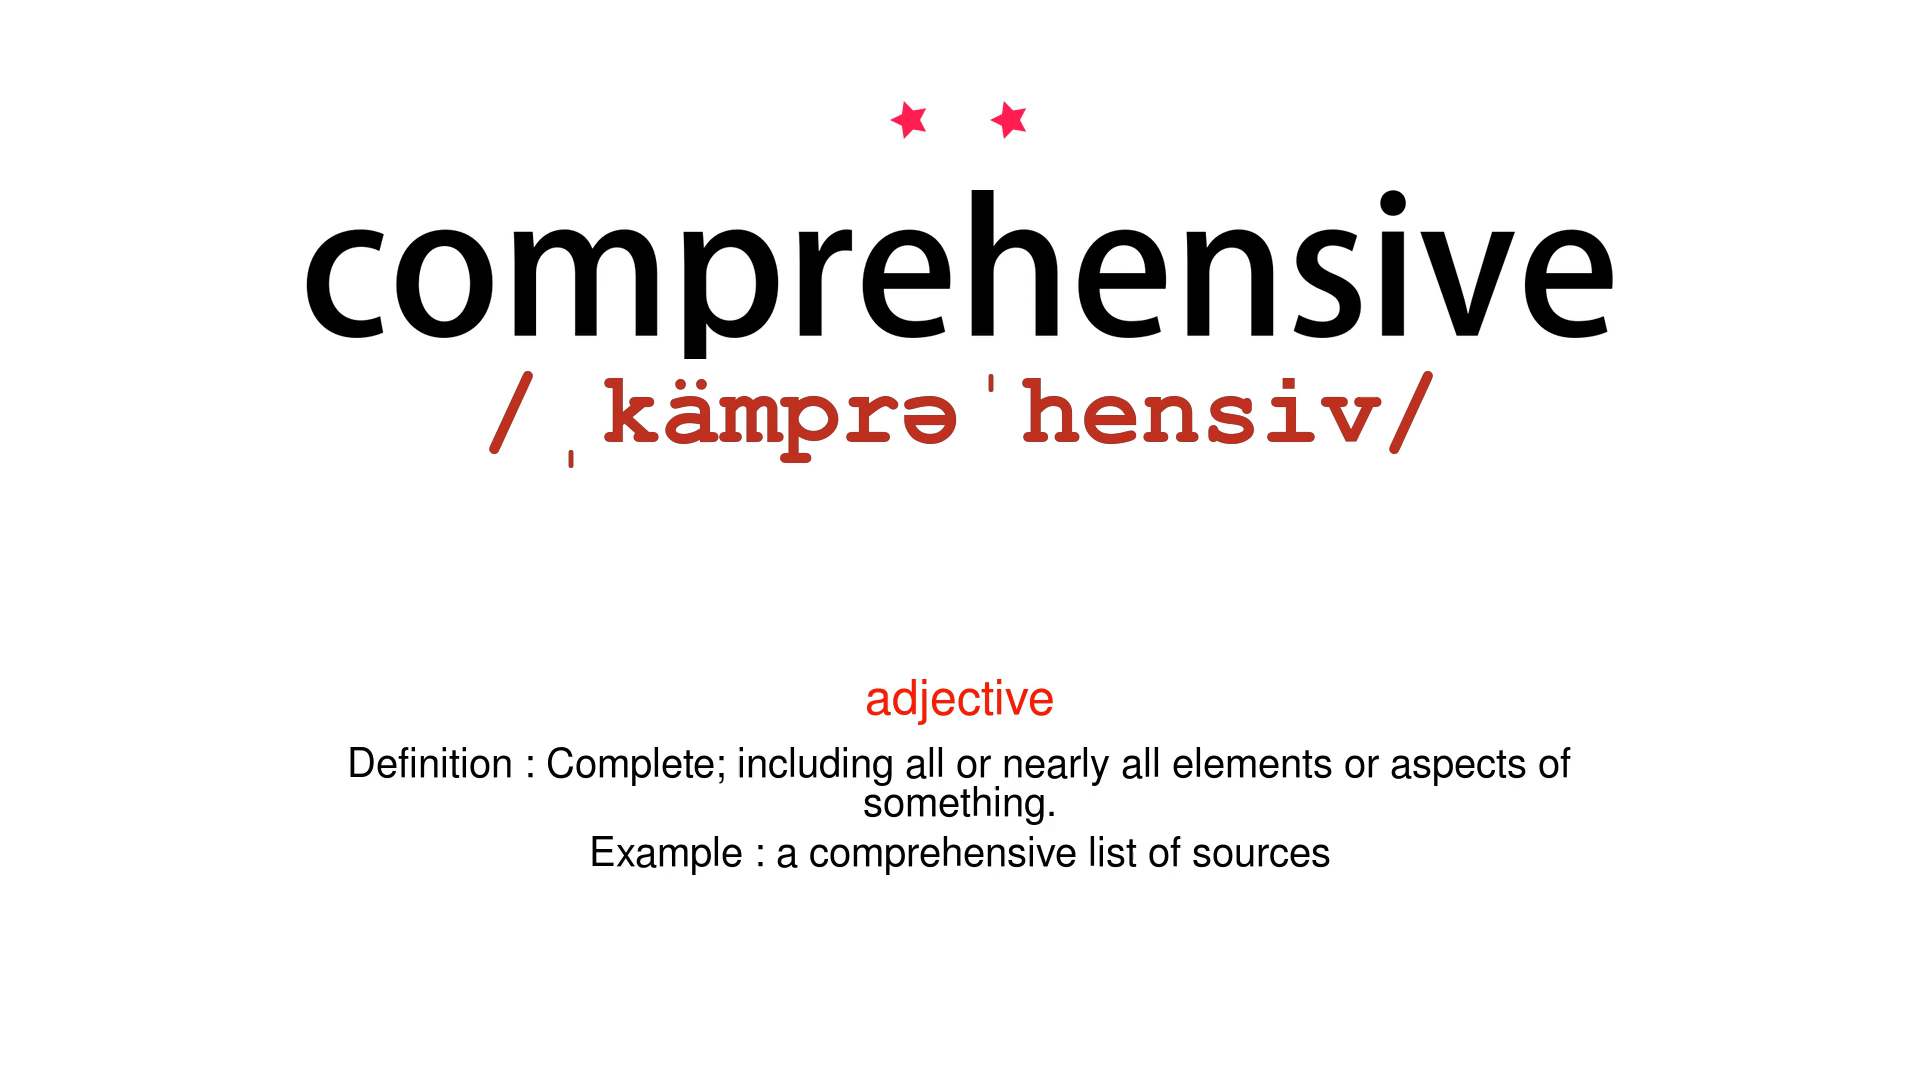 comprehensive
/ˌkämprəˈhensiv/
adjective
Definition : Complete; including all or nearly all elements or aspects of
something.
Example : a comprehensive list of sources